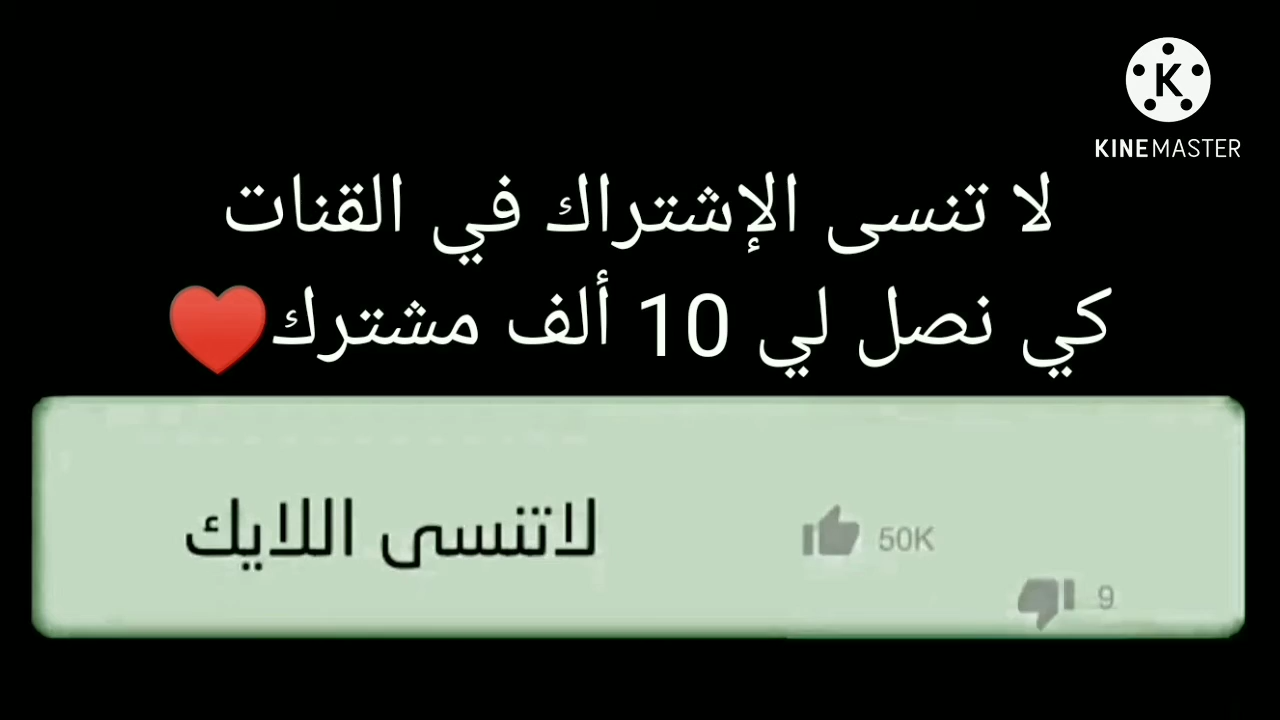 KINEMASTER
لا تنسى الإشتراك في القنات
كي نصل لي 10 ألف مشترك❤️
لاتنسى اللايك
50K
9